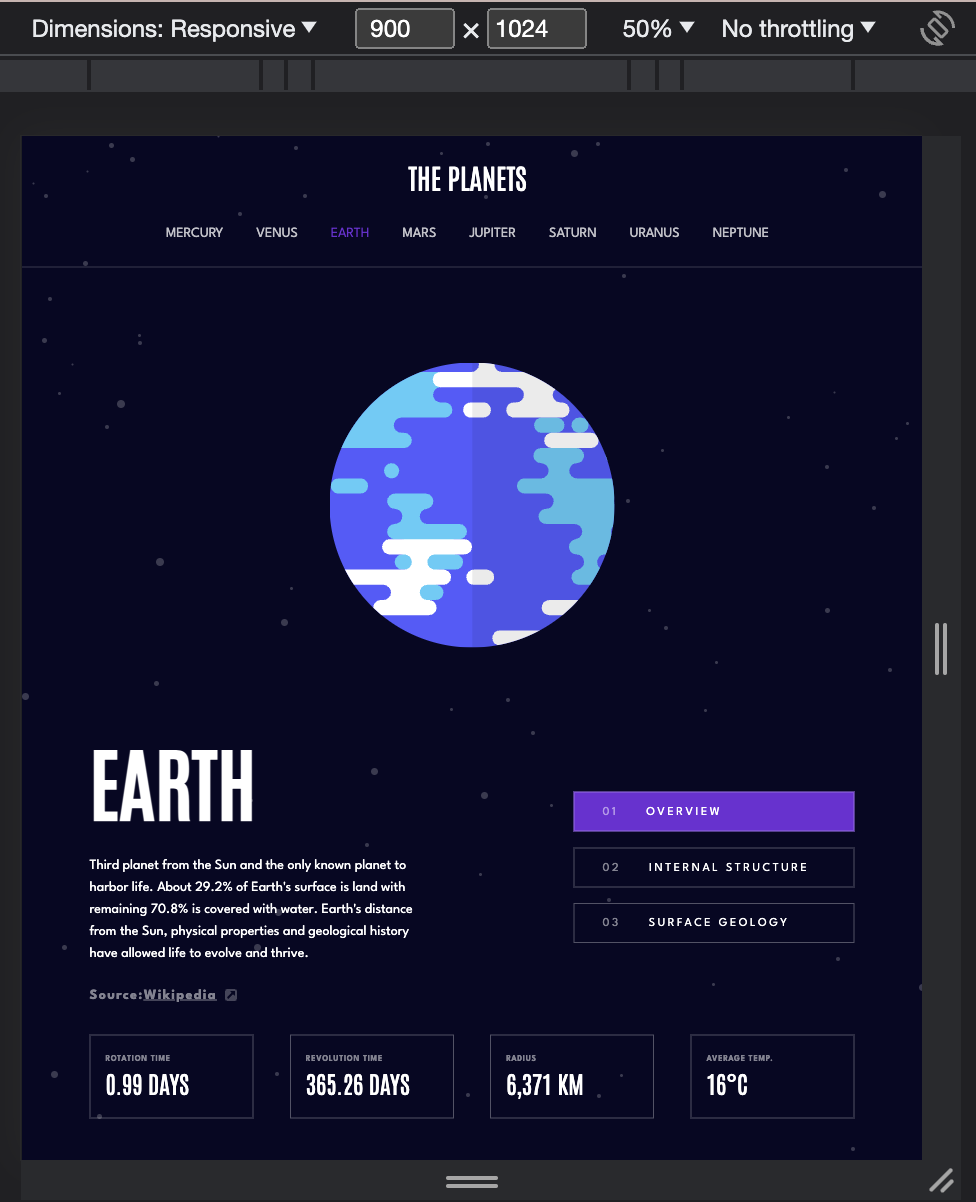 Dimensions: Responsive 900 × 1024 50% No throttling
THE PLANETS
MERCURY VENUS EARTH MARS JUPITER SATURN URANUS NEPTUNE
EARTH
Third planet from the Sun and the only known planet to
harbor life. About 29.2% of Earth's surface is land with
remaining 70.8% is covered with water. Earth's distance
from the Sun, physical properties and geological history
have allowed life to evolve and thrive.
Source:Wikipedia
01 OVERVIEW
02 INTERNAL STRUCTURE
03 SURFACE GEOLOGY
ROTATION TIME
0.99 DAYS
REVOLUTION TIME
365.26 DAYS
RADIUS
6,371 KM
AVERAGE TEMP.
16°C